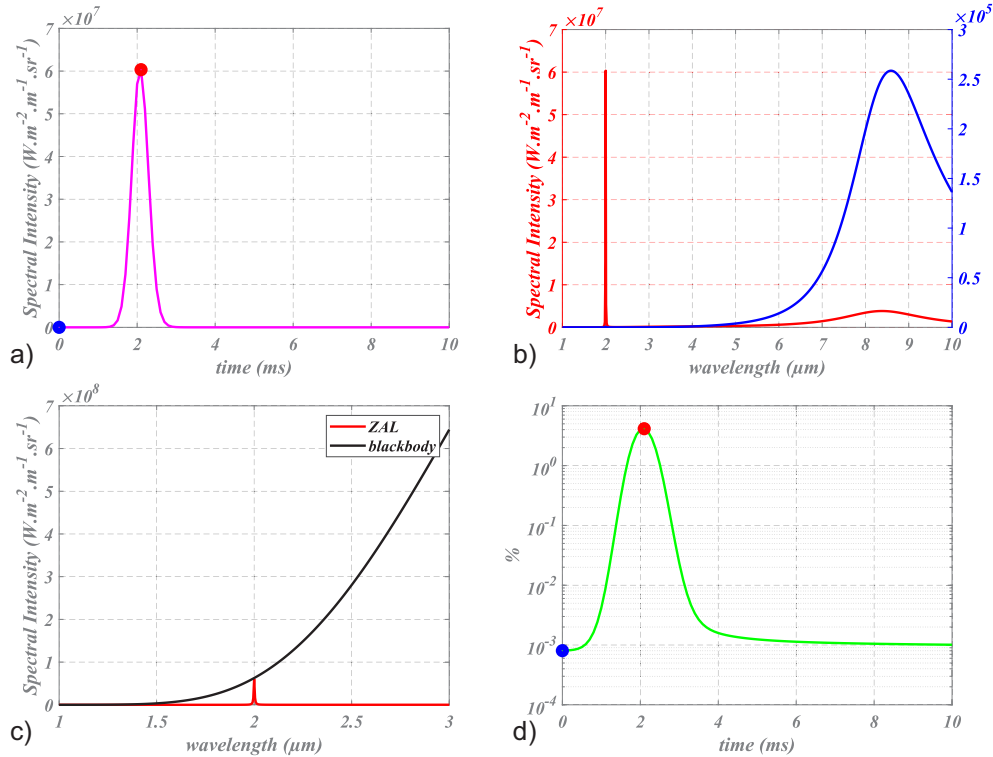 ×10⁷
Spectral Intensity (W.m⁻².m⁻¹.sr⁻¹)
7
6
5
4
3
2
1
0
0 2 4 6 8 10
time (ms)
a)
×10⁵
Spectral Intensity (W.m⁻².m⁻¹.sr⁻¹)
7
6
5
4
3
2
1
0
3
2.5
2
1.5
1
0.5
0
1 2 3 4 5 6 7 8 9 10
wavelength (μm)
×10⁷
b)
×10⁸
Spectral Intensity (W.m⁻².m⁻¹.sr⁻¹)
7
6
5
4
3
2
1
0
ZAL
blackbody
1 1.5 2 2.5 3
wavelength (μm)
c)
%
10¹
10⁰
10⁻¹
10⁻²
10⁻³
10⁻⁴
0 2 4 6 8 10
time (ms)
d)